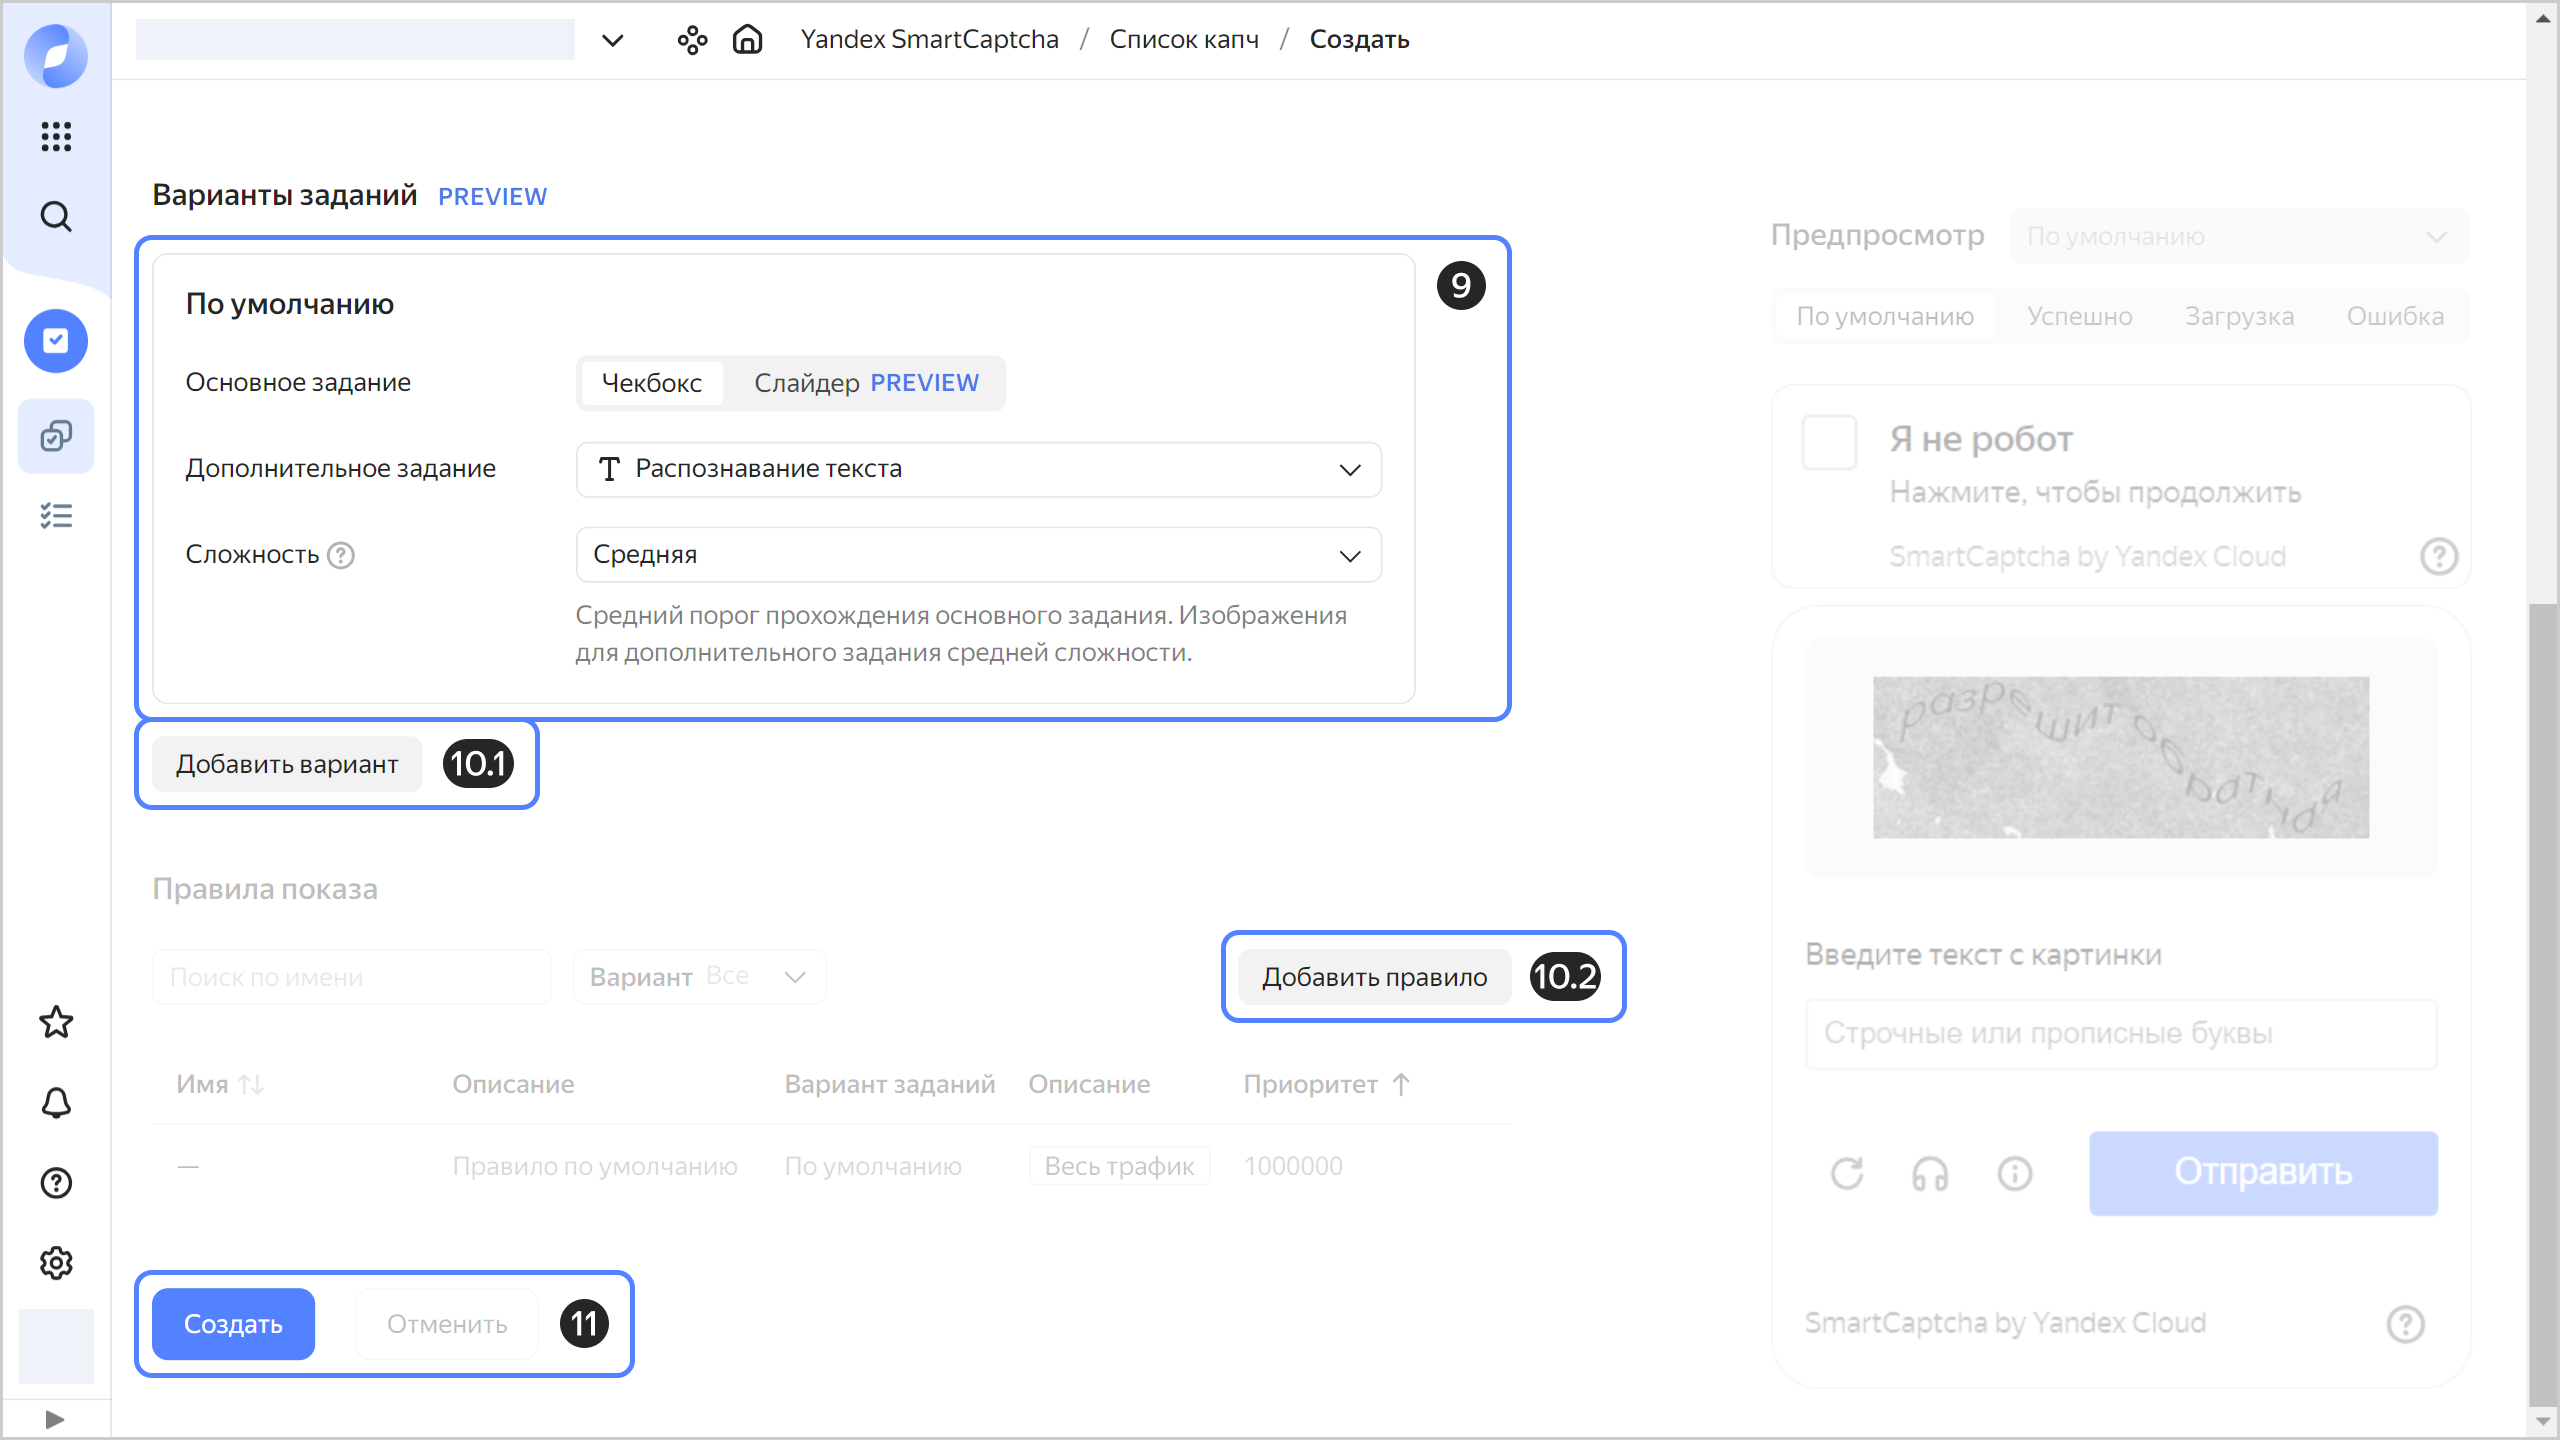 Yandex SmartCaptcha / Список капч / Создать
Варианты заданий PREVIEW
По умолчанию
9
Основное задание Чекбокс Слайдер PREVIEW
Дополнительное задание Распознавание текста
Сложность Средняя
Средний порог прохождения основного задания. Изображения
для дополнительного задания средней сложности.
Добавить вариант 10.1
Правила показа
Поиск по имени Вариант Все Добавить правило 10.2
Имя Описание Вариант заданий Описание Приоритет
— Правило по умолчанию По умолчанию Весь трафик 1000000
Создать Отменить 11
Предпросмотр По умолчанию
По умолчанию Успешно Загрузка Ошибка
Я не робот
Нажмите, чтобы продолжить
SmartCaptcha by Yandex Cloud
Введите текст с картинки
Строчные или прописные буквы
Отправить
SmartCaptcha by Yandex Cloud